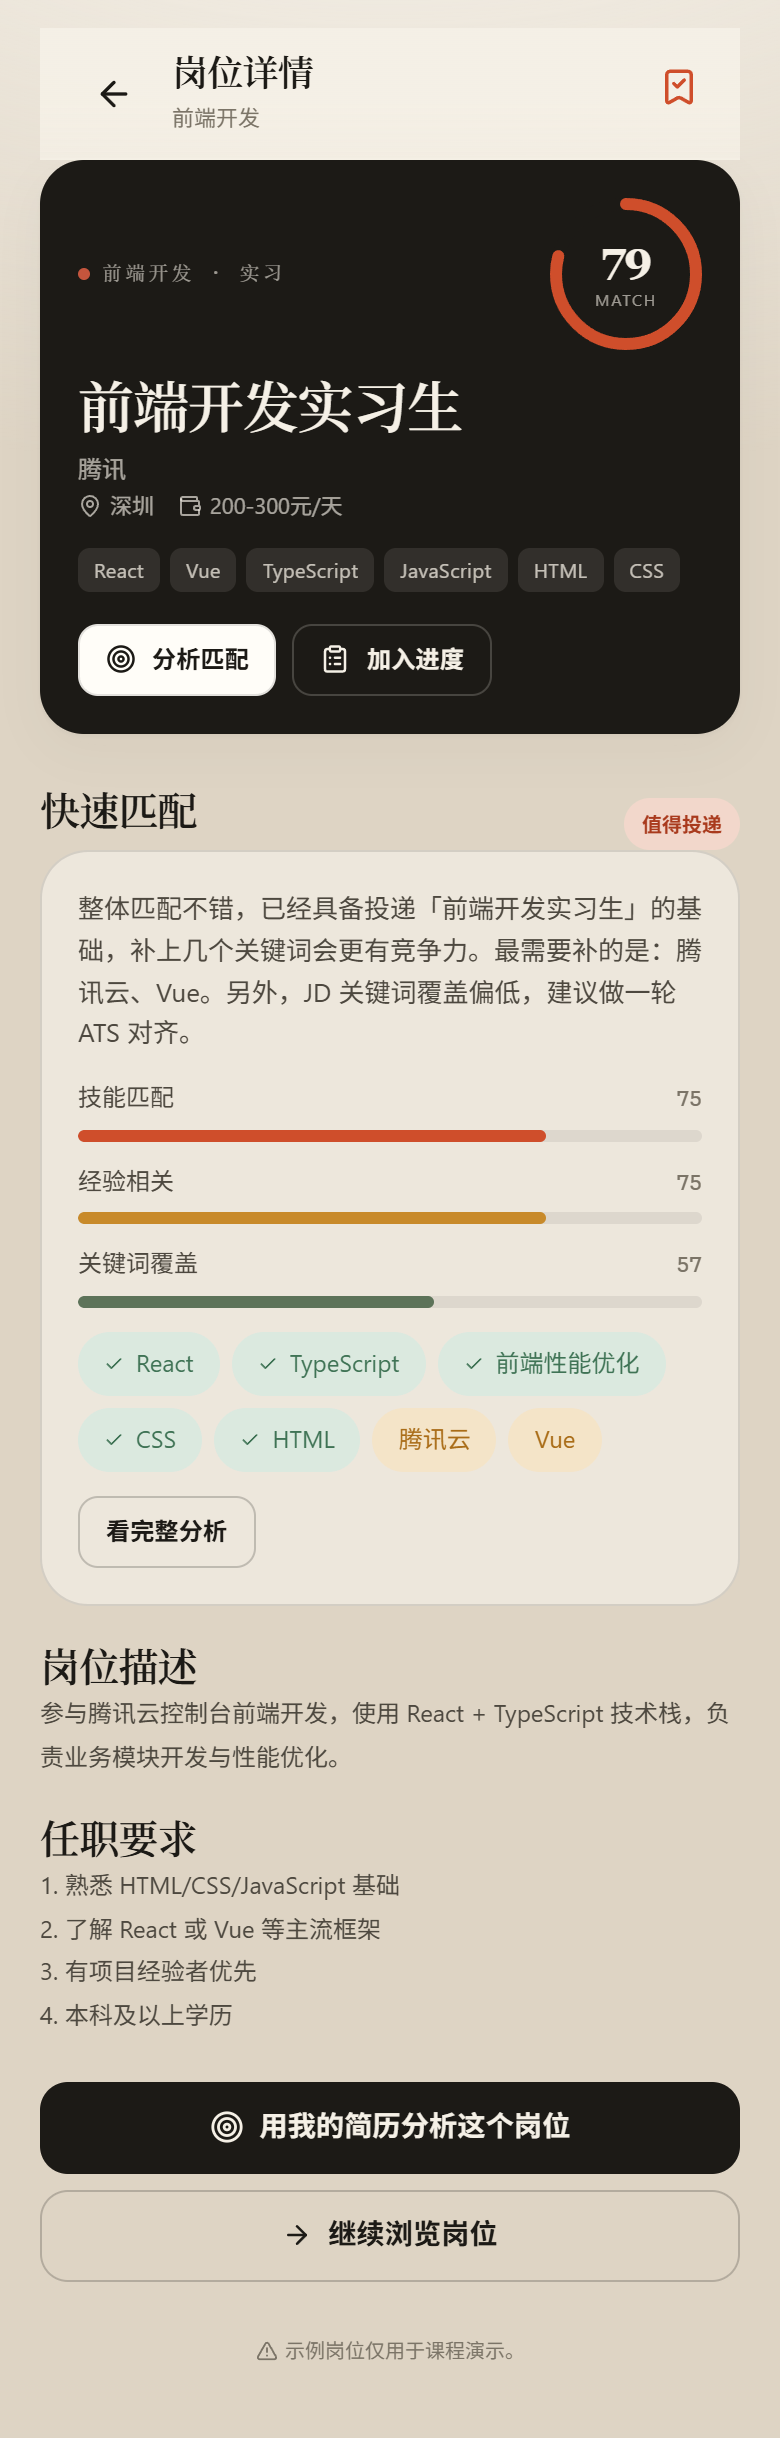 岗位详情
前端开发
前端开发 · 实习
79
MATCH
前端开发实习生
腾讯
深圳 200-300元/天
React Vue TypeScript JavaScript HTML CSS
分析匹配 加入进度
快速匹配
值得投递
整体匹配不错，已经具备投递「前端开发实习生」的基
础，补上几个关键词会更有竞争力。最需要补的是：腾
讯云、Vue。另外，JD 关键词覆盖偏低，建议做一轮
ATS 对齐。
技能匹配 75
经验相关 75
关键词覆盖 57
React TypeScript 前端性能优化
CSS HTML 腾讯云 Vue
看完整分析
岗位描述
参与腾讯云控制台前端开发，使用 React + TypeScript 技术栈，负
责业务模块开发与性能优化。
任职要求
1. 熟悉 HTML/CSS/JavaScript 基础
2. 了解 React 或 Vue 等主流框架
3. 有项目经验者优先
4. 本科及以上学历
用我的简历分析这个岗位
继续浏览岗位
示例岗位仅用于课程演示。